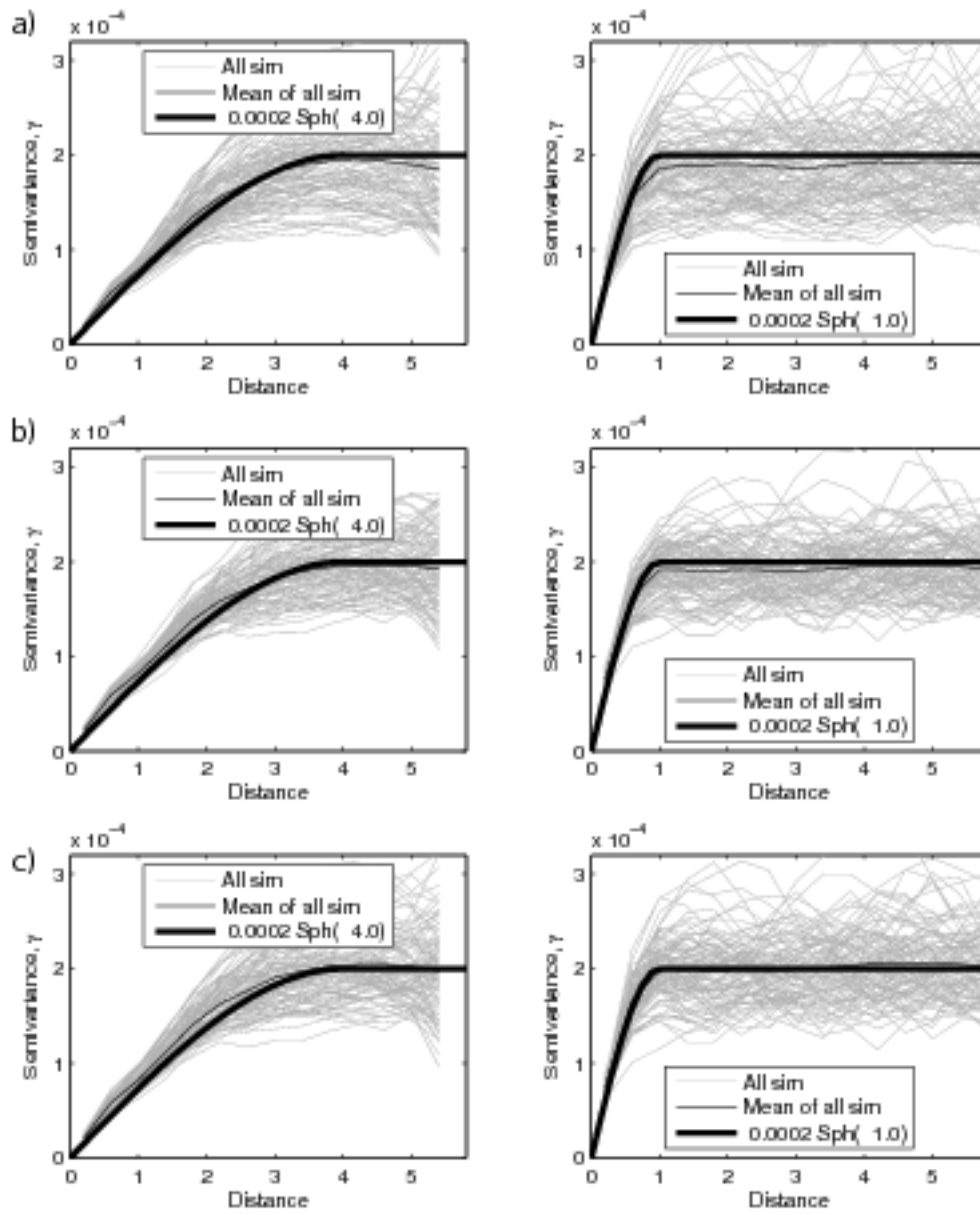 a)
x 10⁻⁴
3
2
1
0
Semivariance, γ
All sim
Mean of all sim
0.0002 Sph( 4.0)
0 1 2 3 4 5
Distance
x 10⁻⁴
3
2
1
0
Semivariance, γ
All sim
Mean of all sim
0.0002 Sph( 1.0)
0 1 2 3 4 5
Distance
b)
x 10⁻⁴
3
2
1
0
Semivariance, γ
All sim
Mean of all sim
0.0002 Sph( 4.0)
0 1 2 3 4 5
Distance
x 10⁻⁴
3
2
1
0
Semivariance, γ
All sim
Mean of all sim
0.0002 Sph( 1.0)
0 1 2 3 4 5
Distance
c)
x 10⁻⁴
3
2
1
0
Semivariance, γ
All sim
Mean of all sim
0.0002 Sph( 4.0)
0 1 2 3 4 5
Distance
x 10⁻⁴
3
2
1
0
Semivariance, γ
All sim
Mean of all sim
0.0002 Sph( 1.0)
0 1 2 3 4 5
Distance